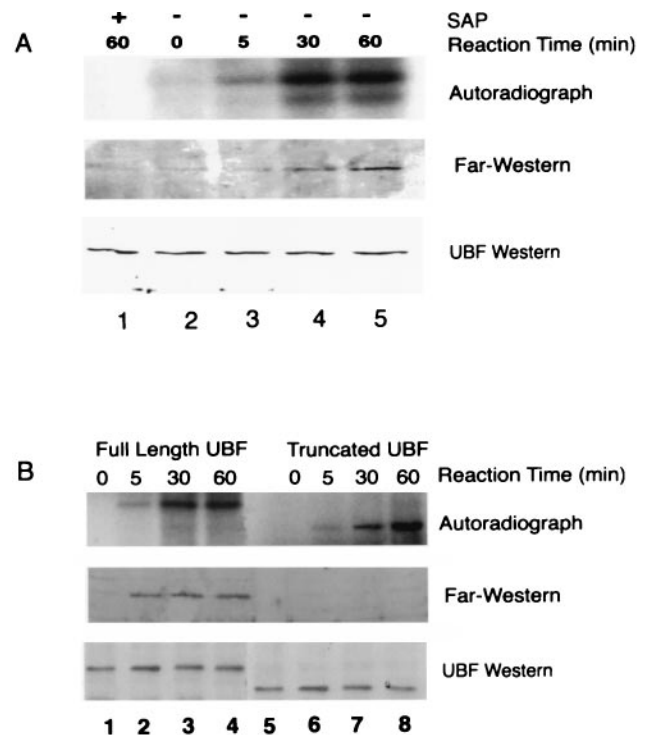 + - - - - SAP
A 60 0 5 30 60 Reaction Time (min)
Autoradiograph
Far-Western
UBF Western
1 2 3 4 5
Full Length UBF Truncated UBF
B 0 5 30 60 0 5 30 60 Reaction Time (min)
Autoradiograph
Far-Western
UBF Western
1 2 3 4 5 6 7 8